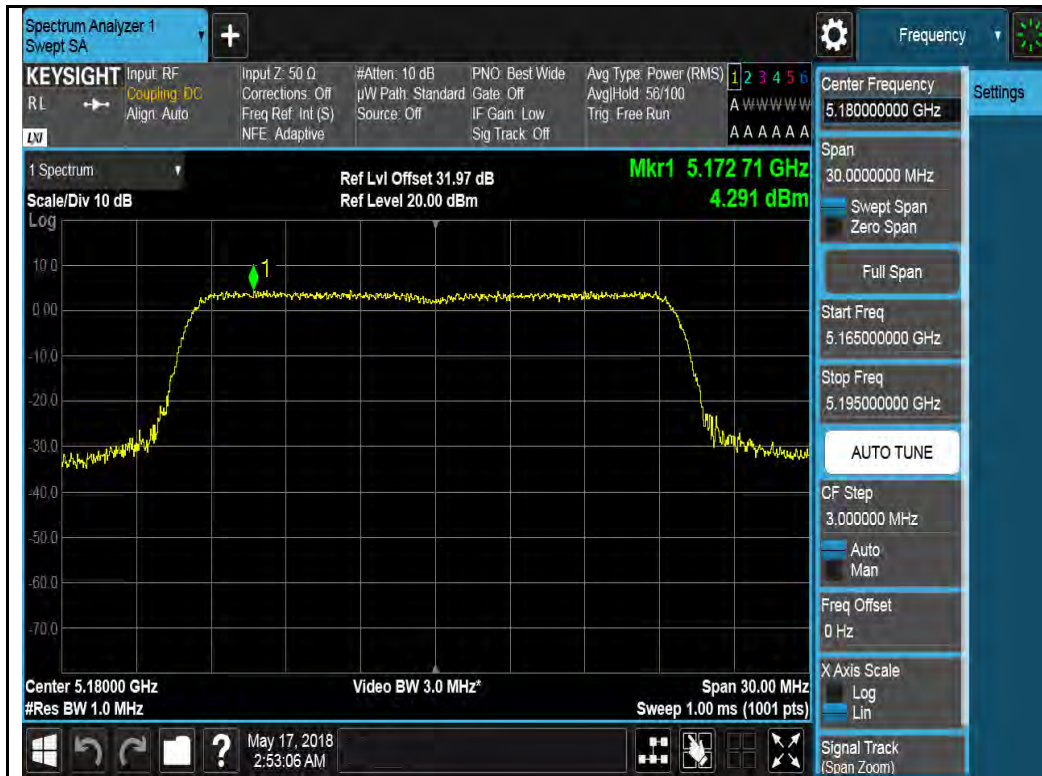 Spectrum Analyzer 1
Swept SA
+
Frequency
KEYSIGHT
R L
LXI
Input: RF
Coupling: DC
Align: Auto
Input Z: 50 Ω
Corrections: Off
Freq Ref: Int (S)
NFE: Adaptive
#Atten: 10 dB
µW Path: Standard
Source: Off
PNO: Best Wide
Gate: Off
IF Gain: Low
Sig Track: Off
Avg Type: Power (RMS)
Avg|Hold: 56/100
Trig: Free Run
1 2 3 4 5 6
A W W W W W
A A A A A A
Center Frequency
5.180000000 GHz
Settings
Span
30.0000000 MHz
Swept Span
Zero Span
Full Span
Start Freq
5.165000000 GHz
Stop Freq
5.195000000 GHz
AUTO TUNE
CF Step
3.000000 MHz
Auto
Man
Freq Offset
0 Hz
X Axis Scale
Log
Lin
Signal Track
(Span Zoom)
1 Spectrum
Scale/Div 10 dB
Ref Lvl Offset 31.97 dB
Ref Level 20.00 dBm
Mkr1 5.172 71 GHz
4.291 dBm
Log
1
10.0
0.00
-10.0
-20.0
-30.0
-40.0
-50.0
-60.0
-70.0
Center 5.18000 GHz
#Res BW 1.0 MHz
Video BW 3.0 MHz*
Span 30.00 MHz
Sweep 1.00 ms (1001 pts)
?
May 17, 2018
2:53:06 AM